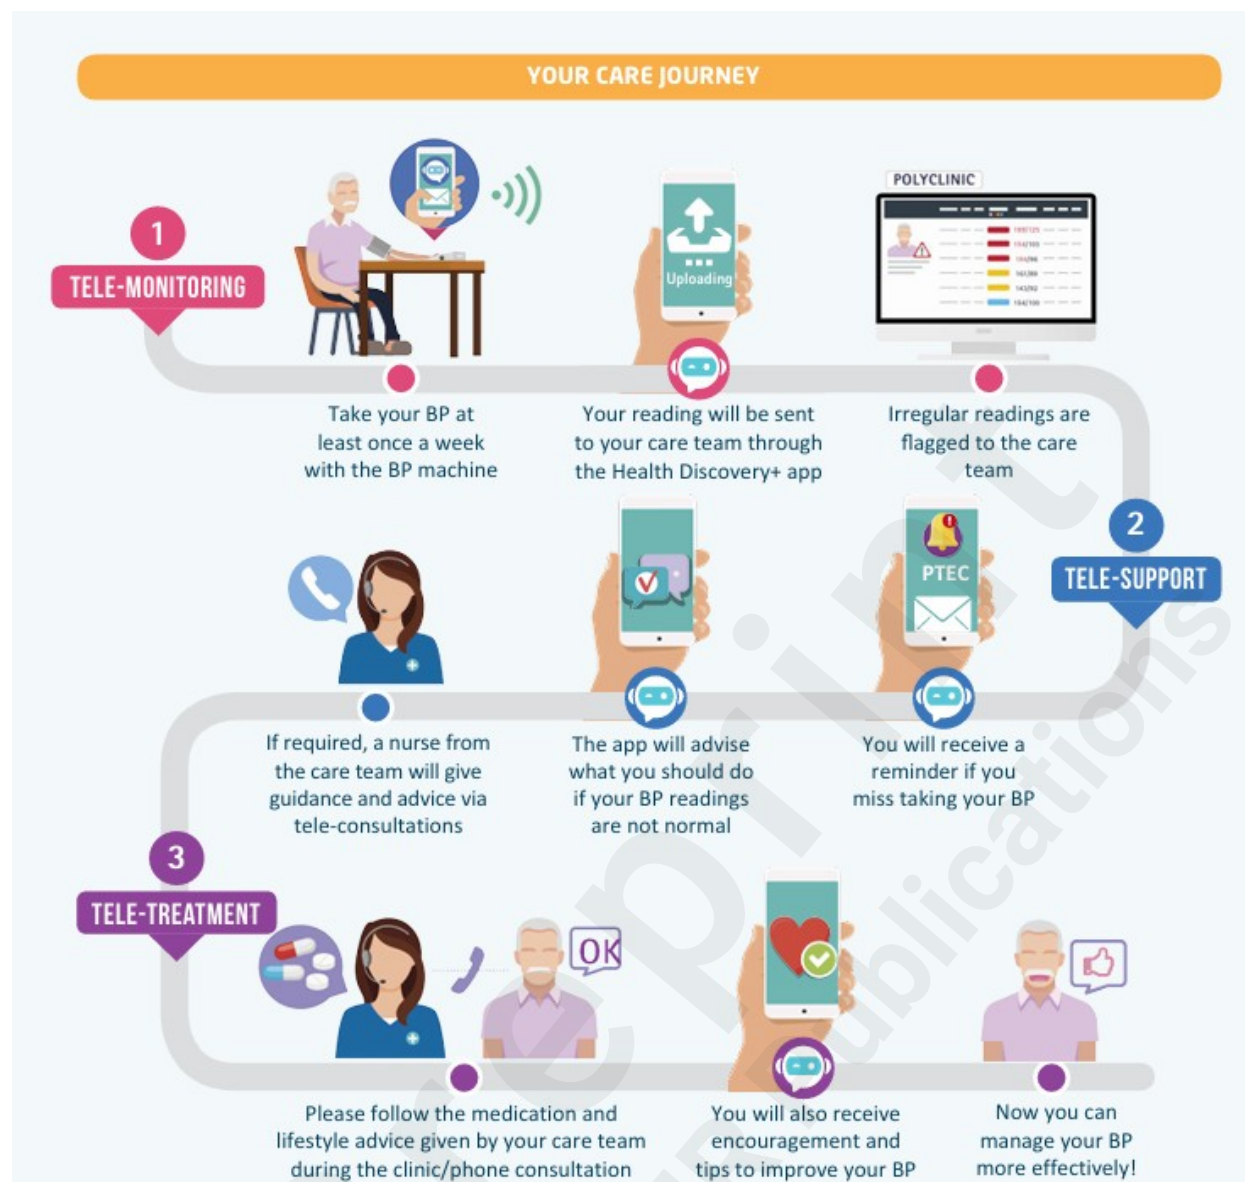 YOUR CARE JOURNEY
1
TELE-MONITORING
Uploading
POLYCLINIC
Take your BP at
least once a week
with the BP machine
Your reading will be sent
to your care team through
the Health Discovery+ app
Irregular readings are
flagged to the care
team
2
TELE-SUPPORT
PTEC
You will receive a
reminder if you
miss taking your BP
The app will advise
what you should do
if your BP readings
are not normal
If required, a nurse from
the care team will give
guidance and advice via
tele-consultations
3
TELE-TREATMENT
OK
Please follow the medication and
lifestyle advice given by your care team
during the clinic/phone consultation
You will also receive
encouragement and
tips to improve your BP
Now you can
manage your BP
more effectively!